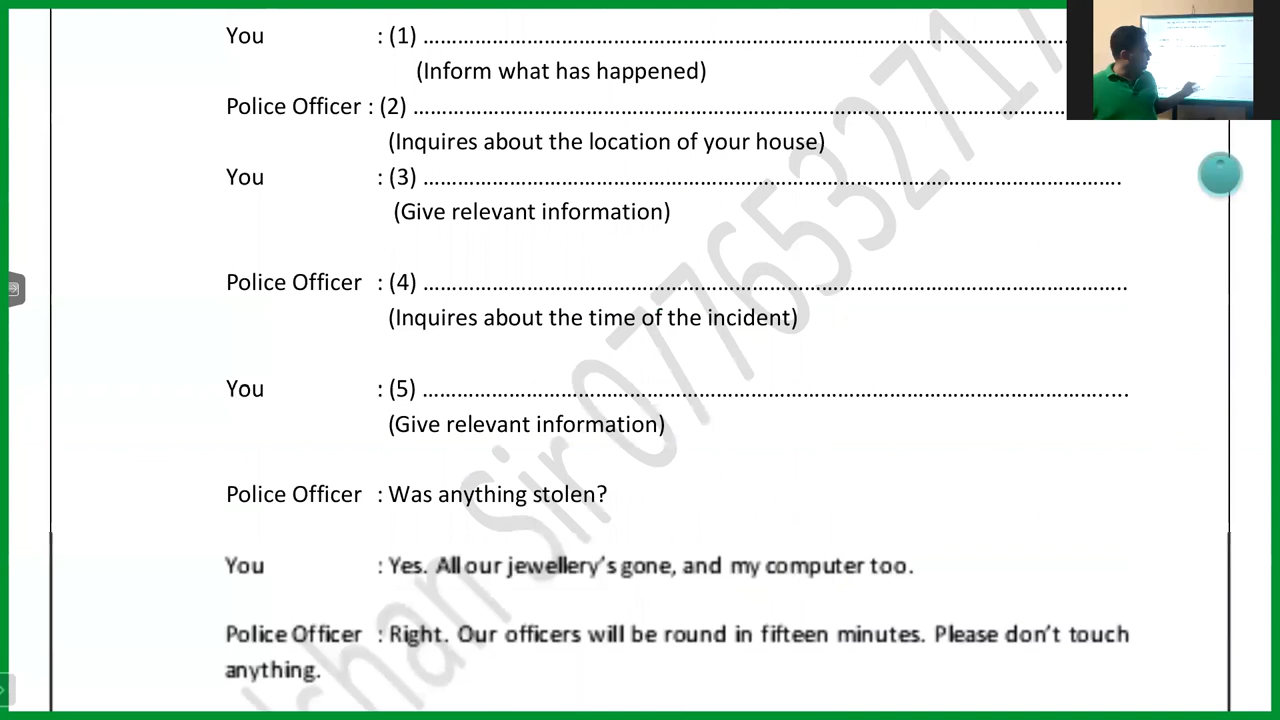 You : (1) ……………………………………………………………………………
(Inform what has happened)
Police Officer : (2) ……………………………………………………………………………
(Inquires about the location of your house)
You : (3) …………………………………………………………………………….
(Give relevant information)
Police Officer : (4) ……………………………………………………………………………..
(Inquires about the time of the incident)
You : (5) …………………………………………………………………………….....
(Give relevant information)
Police Officer : Was anything stolen?
You : Yes. All our jewellery's gone, and my computer too.
Police Officer : Right. Our officers will be round in fifteen minutes. Please don't touch
anything.
Sir 0776532717